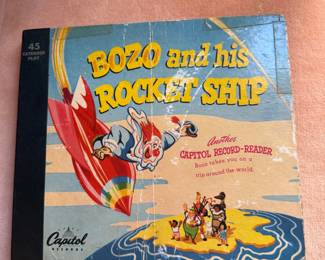 45
EXTENDED
PLAY
BOZO and his
ROCKET SHIP
Another
CAPITOL RECORD-READER
Bozo takes you on a
trip around the world.
Capitol
RECORDS